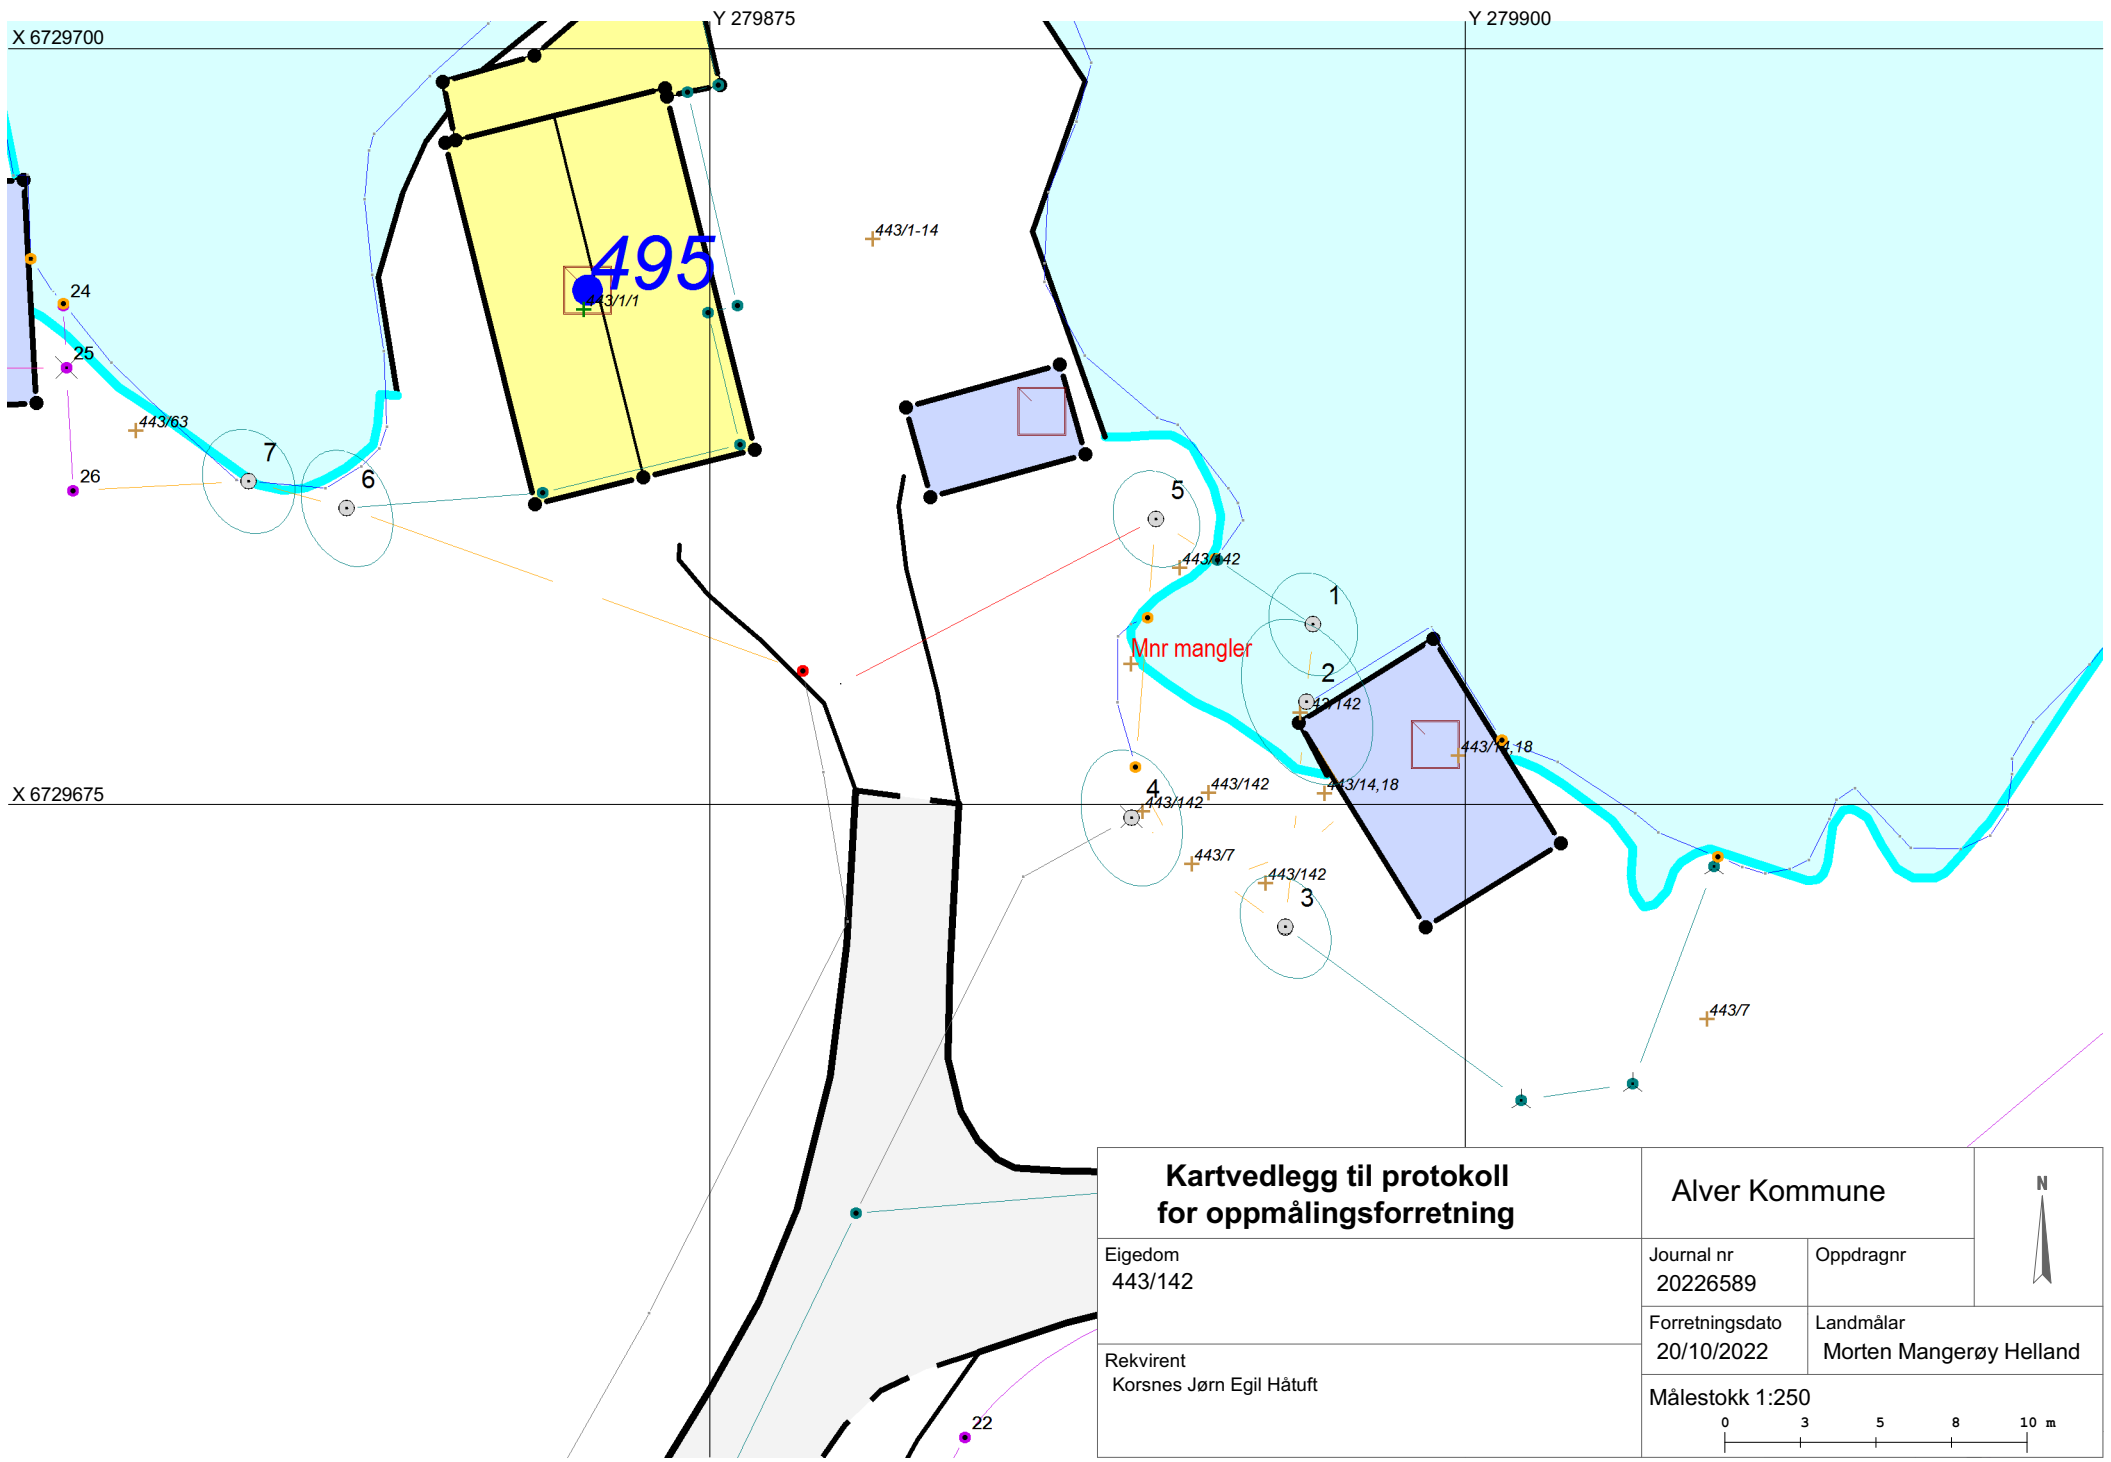 Y 279875
Y 279900
X 6729700
443/1-14
495
443/1/1
24
25
443/63
7
6
26
5
443/142
1
Mnr mangler
2
43/142
443/14,18
443/142
443/14,18
4
443/142
X 6729675
443/7
443/142
3
443/7
22
Kartvedlegg til protokoll
for oppmålingsforretning
Alver Kommune
N
Eigedom
443/142
Journal nr
20226589
Oppdragnr
Forretningsdato
20/10/2022
Landmålar
Morten Mangerøy Helland
Rekvirent
Korsnes Jørn Egil Håtuft
Målestokk 1:250
0 3 5 8 10 m